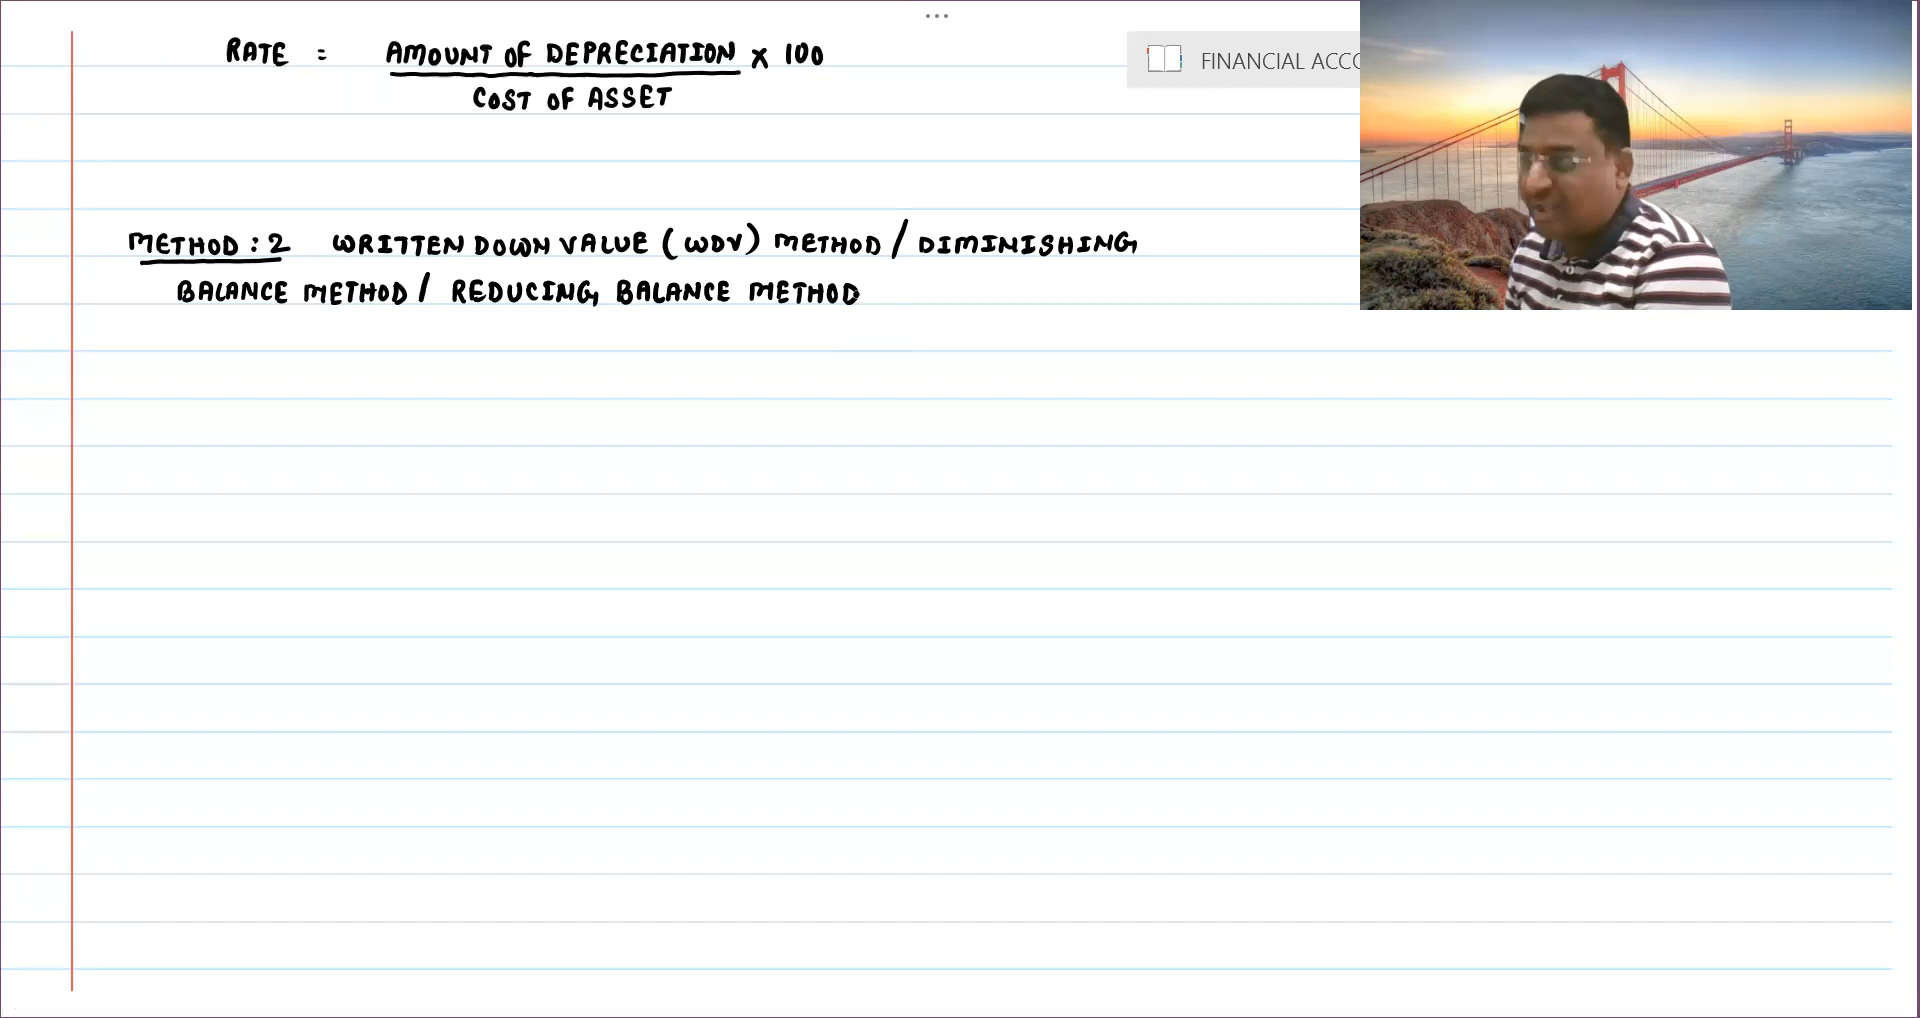 RATE = AMOUNT OF DEPRECIATION x 100
COST OF ASSET
FINANCIAL ACCO
METHOD : 2 WRITTEN DOWN VALUE (WDV) METHOD / DIMINISHING
BALANCE METHOD / REDUCING BALANCE METHOD